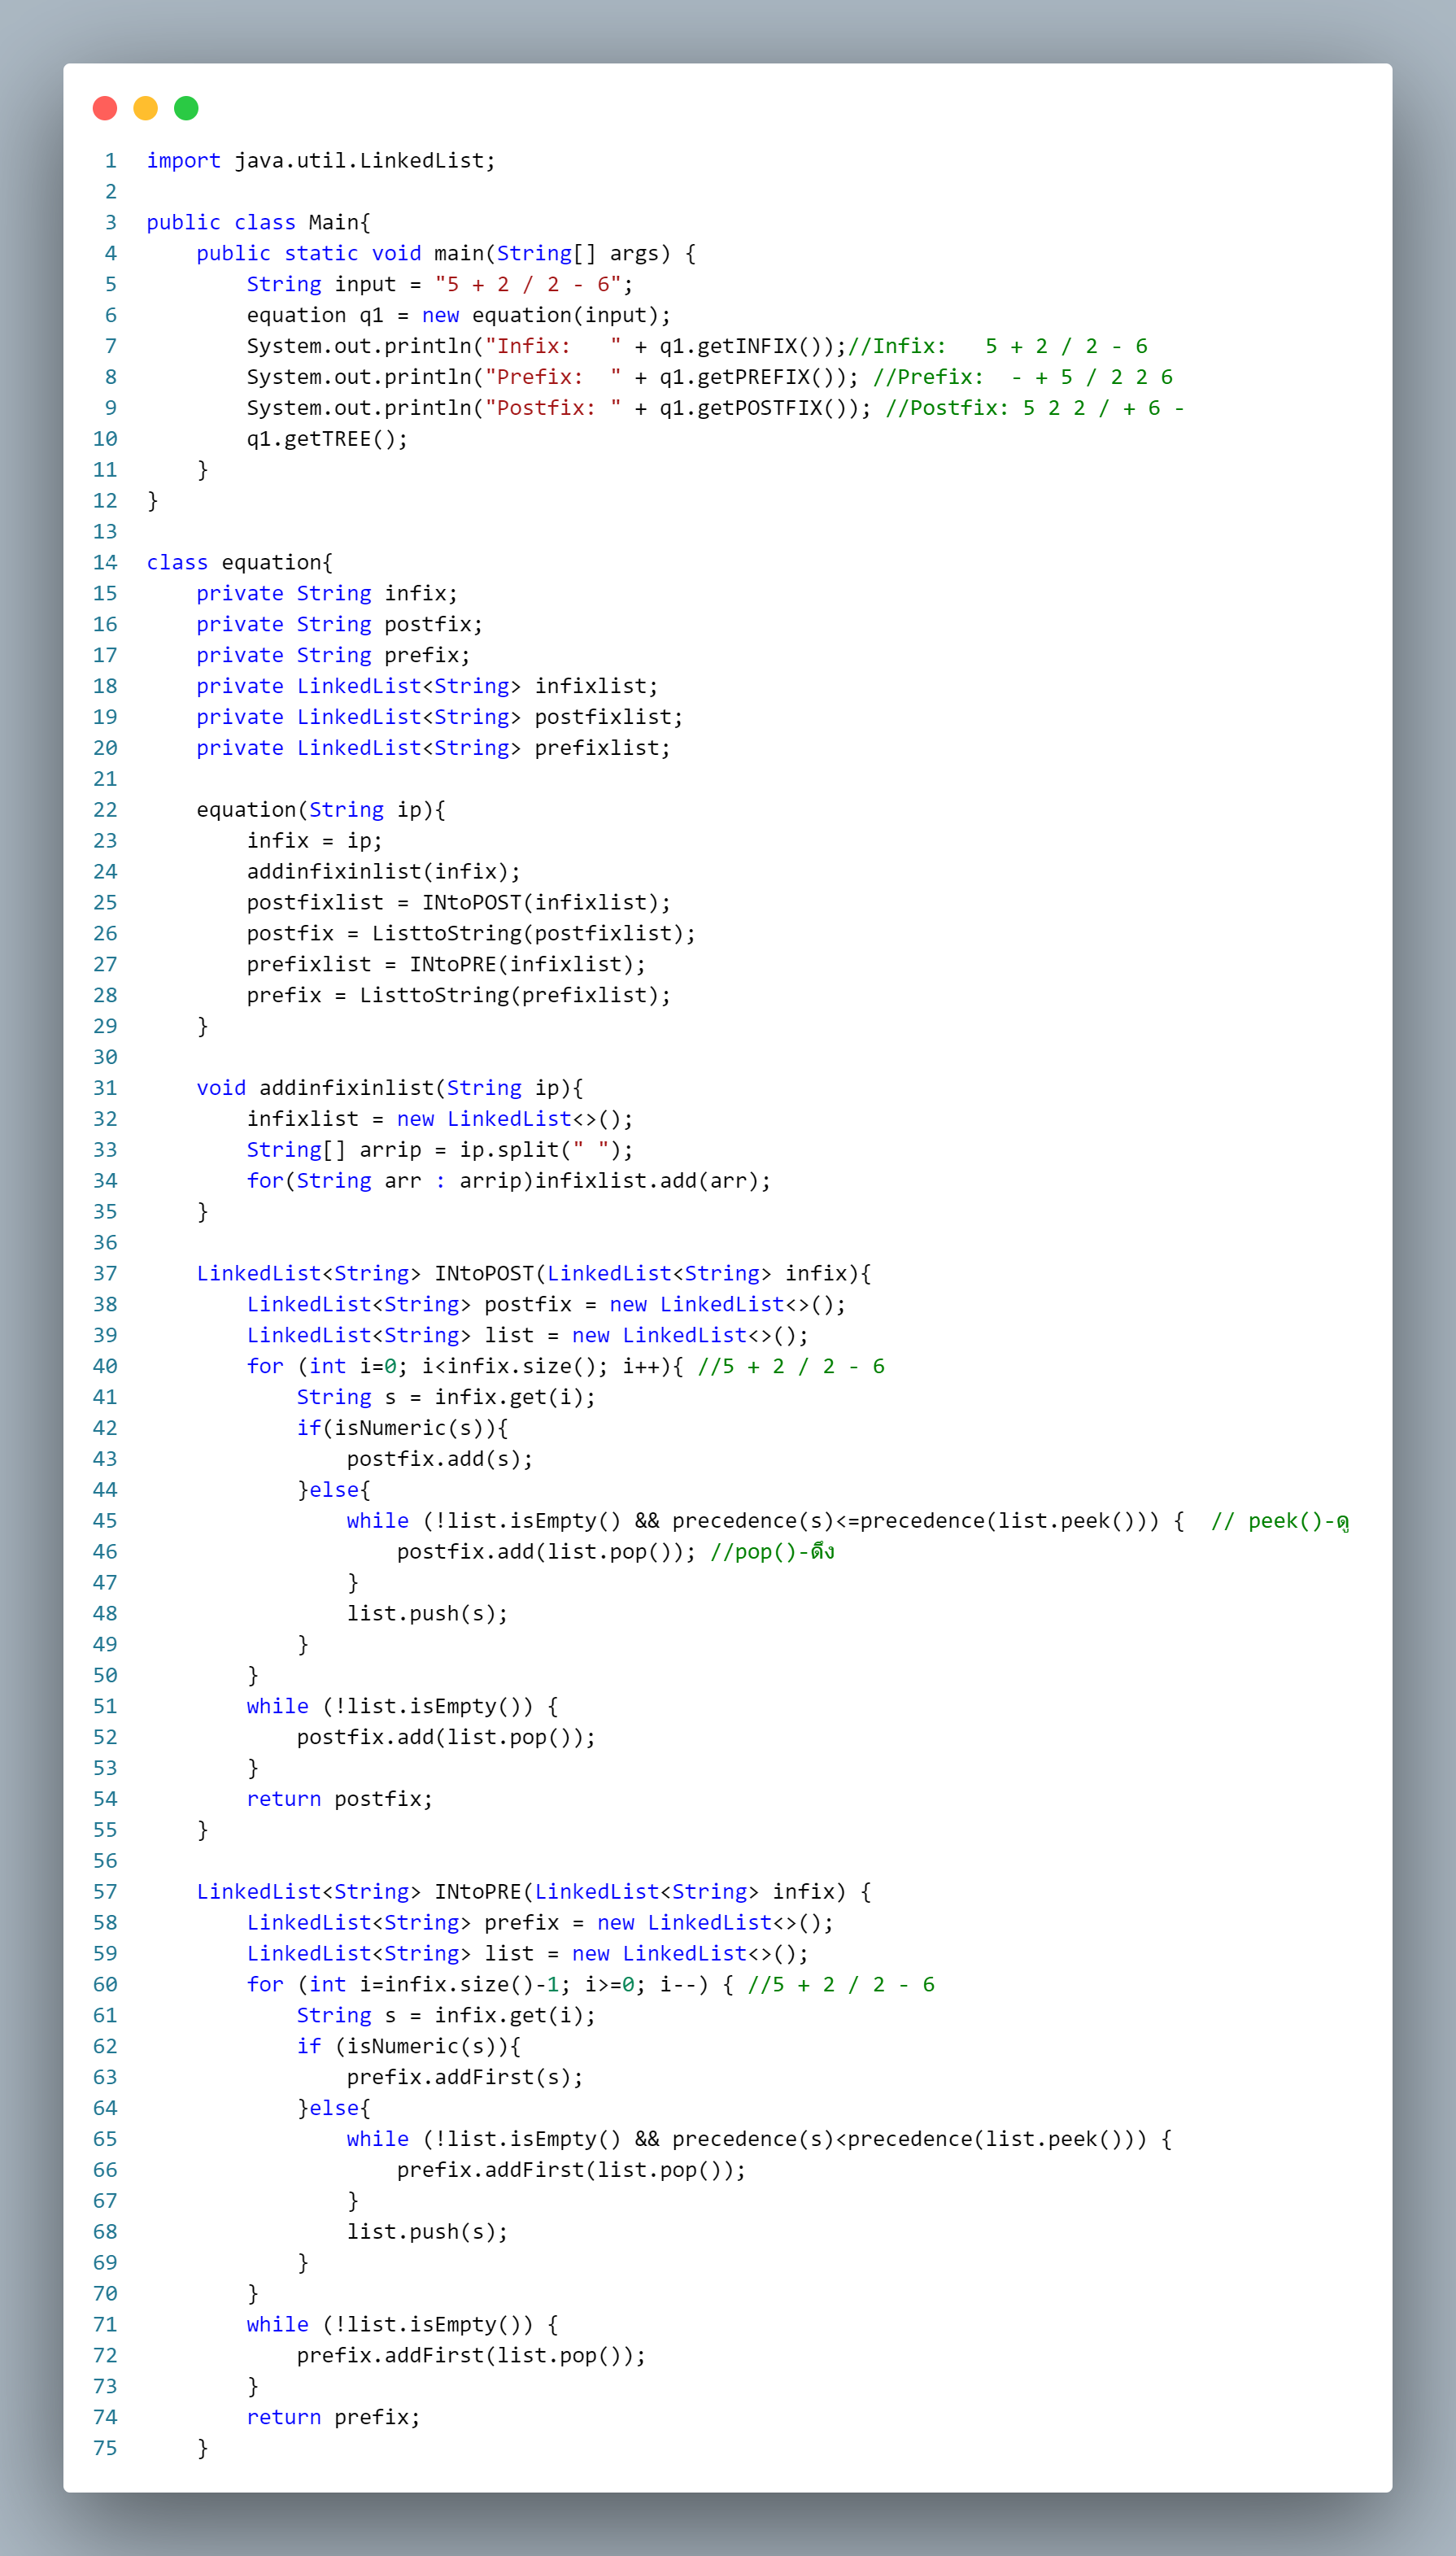 1 import java.util.LinkedList;
2
3 public class Main{
4     public static void main(String[] args) {
5         String input = "5 + 2 / 2 - 6";
6         equation q1 = new equation(input);
7         System.out.println("Infix:   " + q1.getINFIX());//Infix:   5 + 2 / 2 - 6
8         System.out.println("Prefix:  " + q1.getPREFIX()); //Prefix:  - + 5 / 2 2 6
9         System.out.println("Postfix: " + q1.getPOSTFIX()); //Postfix: 5 2 2 / + 6 -
10         q1.getTREE();
11     }
12 }
13
14 class equation{
15     private String infix;
16     private String postfix;
17     private String prefix;
18     private LinkedList<String> infixlist;
19     private LinkedList<String> postfixlist;
20     private LinkedList<String> prefixlist;
21
22     equation(String ip){
23         infix = ip;
24         addinfixinlist(infix);
25         postfixlist = INtoPOST(infixlist);
26         postfix = ListtoString(postfixlist);
27         prefixlist = INtoPRE(infixlist);
28         prefix = ListtoString(prefixlist);
29     }
30
31     void addinfixinlist(String ip){
32         infixlist = new LinkedList<>();
33         String[] arrip = ip.split(" ");
34         for(String arr : arrip)infixlist.add(arr);
35     }
36
37     LinkedList<String> INtoPOST(LinkedList<String> infix){
38         LinkedList<String> postfix = new LinkedList<>();
39         LinkedList<String> list = new LinkedList<>();
40         for (int i=0; i<infix.size(); i++){ //5 + 2 / 2 - 6
41             String s = infix.get(i);
42             if(isNumeric(s)){
43                 postfix.add(s);
44             }else{
45                 while (!list.isEmpty() && precedence(s)<=precedence(list.peek())) {  // peek()-ดู
46                     postfix.add(list.pop()); //pop()-ดึง
47                 }
48                 list.push(s);
49             }
50         }
51         while (!list.isEmpty()) {
52             postfix.add(list.pop());
53         }
54         return postfix;
55     }
56
57     LinkedList<String> INtoPRE(LinkedList<String> infix) {
58         LinkedList<String> prefix = new LinkedList<>();
59         LinkedList<String> list = new LinkedList<>();
60         for (int i=infix.size()-1; i>=0; i--) { //5 + 2 / 2 - 6
61             String s = infix.get(i);
62             if (isNumeric(s)){
63                 prefix.addFirst(s);
64             }else{
65                 while (!list.isEmpty() && precedence(s)<precedence(list.peek())) {
66                     prefix.addFirst(list.pop());
67                 }
68                 list.push(s);
69             }
70         }
71         while (!list.isEmpty()) {
72             prefix.addFirst(list.pop());
73         }
74         return prefix;
75     }